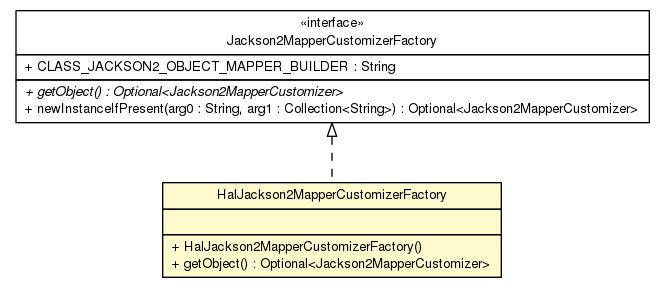 «interface»
Jackson2MapperCustomizerFactory
+ CLASS_JACKSON2_OBJECT_MAPPER_BUILDER : String
+ getObject() : Optional<Jackson2MapperCustomizer>
+ newInstanceIfPresent(arg0 : String, arg1 : Collection<String>) : Optional<Jackson2MapperCustomizer>
HalJackson2MapperCustomizerFactory
+ HalJackson2MapperCustomizerFactory()
+ getObject() : Optional<Jackson2MapperCustomizer>